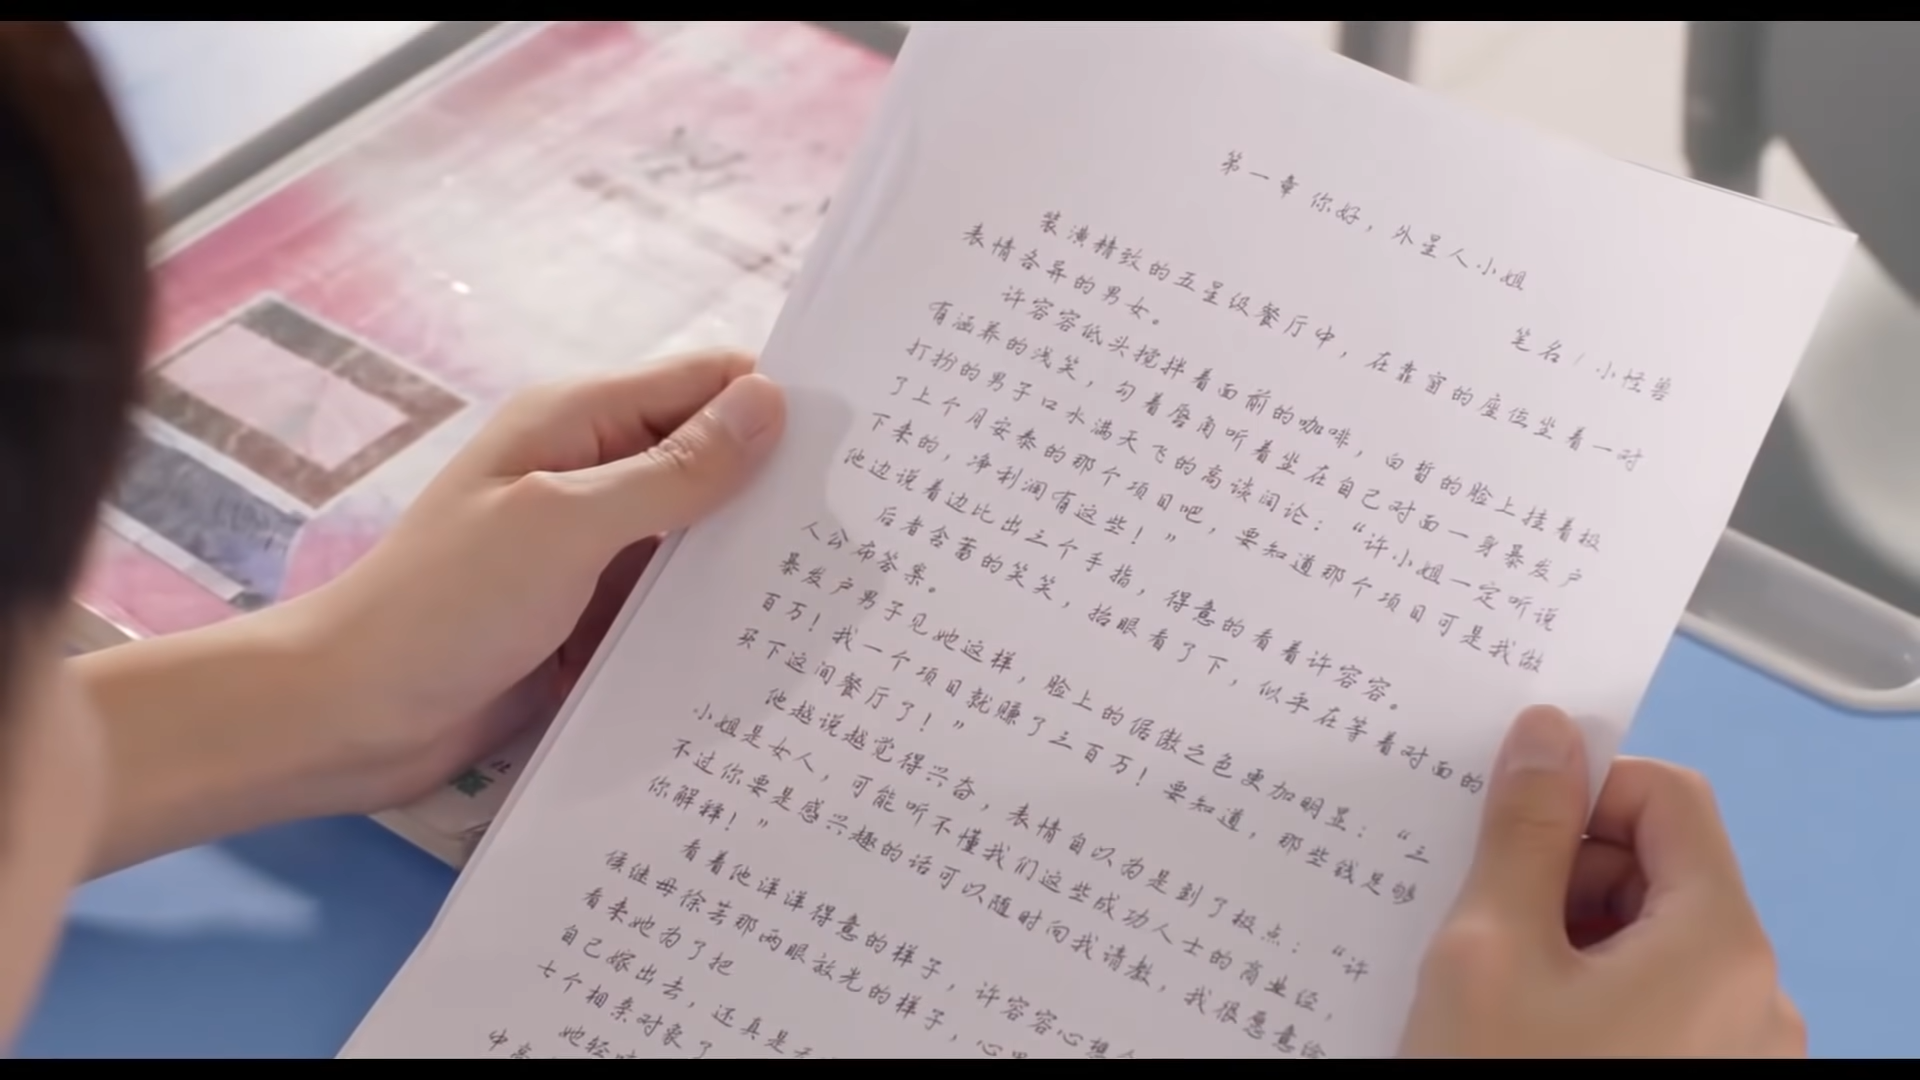 第一章 你好，外星人小姐
笔名/小怪兽
装潢精致的五星级餐厅中，在靠窗的座位坐着一对
表情各异的男女。
许容容低头搅拌着面前的咖啡，白皙的脸上挂着极
有涵养的浅笑，勾着唇角听着坐在自己对面一身暴发户
打扮的男子口水满天飞的高谈阔论：“许小姐一定听说
了上个月安泰的那个项目吧，要知道那个项目可是我做
下来的，净利润有这些！”
他边说着边比出三个手指，得意的看着许容容。
后者含蓄的笑笑，抬眼看了下，似乎在等着对面的
人公布答案。
暴发户男子见她这样，脸上的倨傲之色更加明显：“三
百万！我一个项目就赚了三百万！要知道，那些钱足够
买下这间餐厅了！”
他越说越觉得兴奋，表情自以为是到了极点：“许
小姐是女人，可能听不懂我们这些成功人士的商业经，
不过你要是感兴趣的话可以随时向我请教，我很愿意给
你解释！”
看着他洋洋得意的样子，许容容心想
继母徐芸那两眼放光的样子，心里
看来她为了把
自己嫁出去，还真是
七个相亲对象了
她轻
中